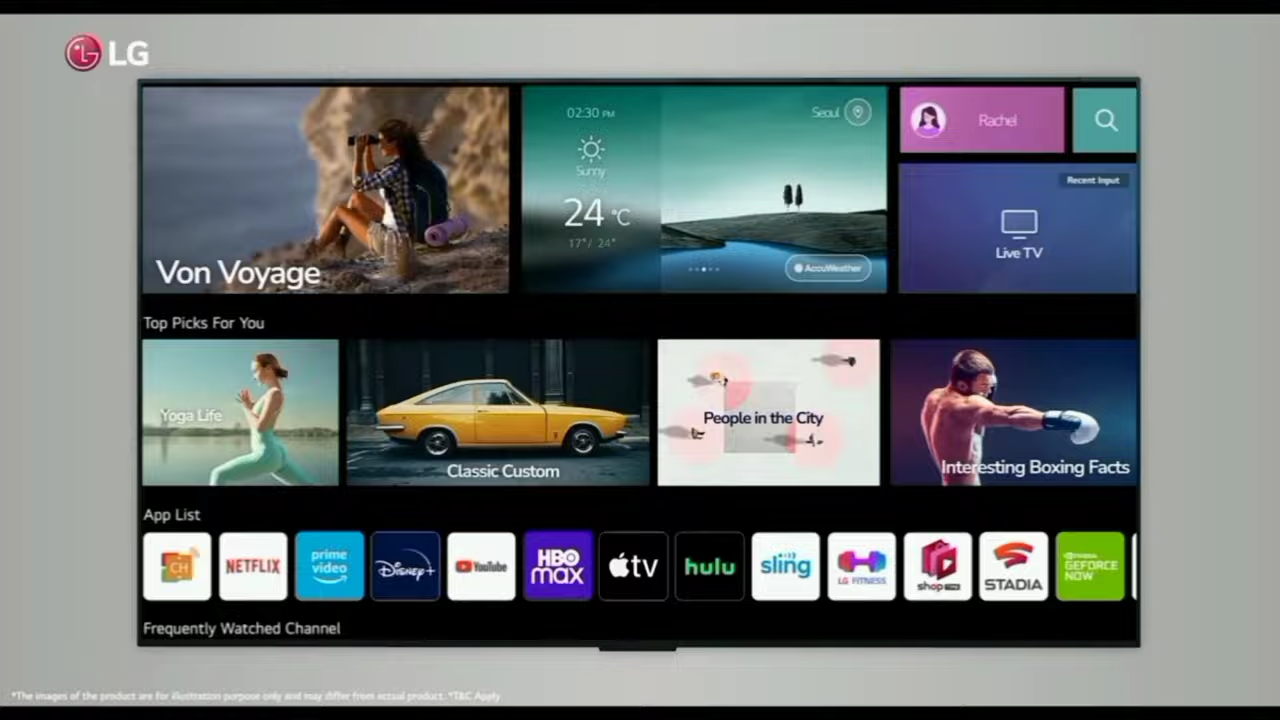 LG
02:30 PM
Seoul
Rachel
Sunny
Recent Input
24 °C
17°/ 24°
Live TV
AccuWeather
Von Voyage
Top Picks For You
Yoga Life
People in the City
Classic Custom
Interesting Boxing Facts
App List
CH
NETFLIX
prime video
Disney+
YouTube
HBO max
tv
hulu
sling
LG FITNESS
shop
STADIA
NVIDIA GEFORCE NOW
Frequently Watched Channel
*The images of the product are for illustration purpose only and may differ from actual product. *T&C Apply